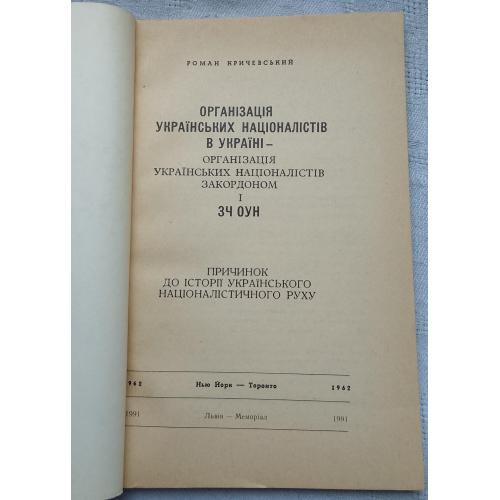 РОМАН КРИЧЕВСЬКИЙ
ОРГАНІЗАЦІЯ
УКРАЇНСЬКИХ НАЦІОНАЛІСТІВ
В УКРАЇНІ —
ОРГАНІЗАЦІЯ
УКРАЇНСЬКИХ НАЦІОНАЛІСТІВ
ЗАКОРДОНОМ
І
ЗЧ ОУН
ПРИЧИНОК
ДО ІСТОРІЇ УКРАЇНСЬКОГО
НАЦІОНАЛІСТИЧНОГО РУХУ
1962 Нью Йорк — Торонто 1962
1991 Львів — Меморіал 1991